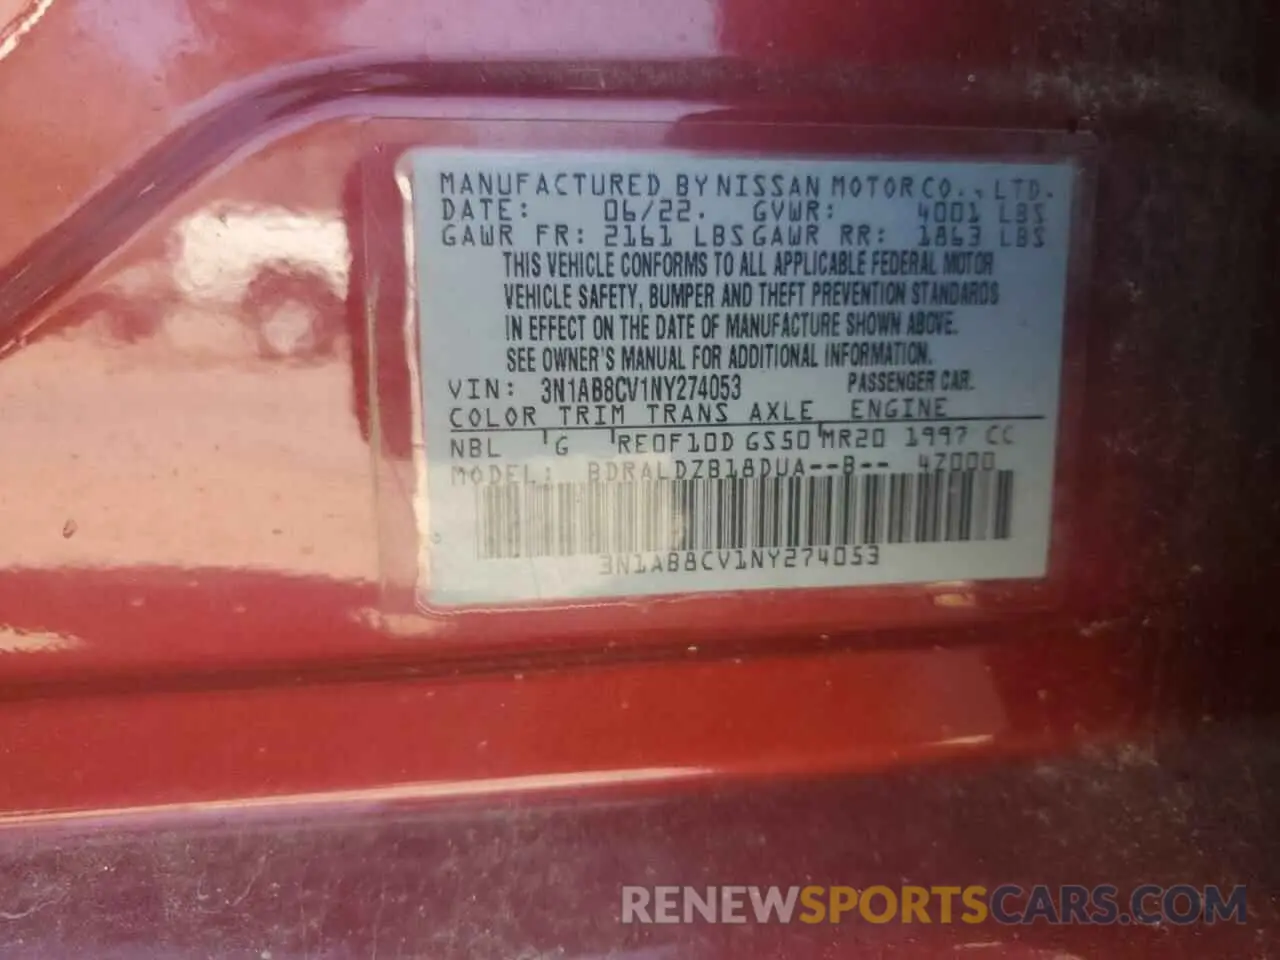 MANUFACTURED BY NISSAN MOTOR CO., LTD.
DATE: 06/22. GVWR: 4001 LBS
GAWR FR: 2161 LBS GAWR RR: 1863 LBS
THIS VEHICLE CONFORMS TO ALL APPLICABLE FEDERAL MOTOR
VEHICLE SAFETY, BUMPER AND THEFT PREVENTION STANDARDS
IN EFFECT ON THE DATE OF MANUFACTURE SHOWN ABOVE.
SEE OWNER'S MANUAL FOR ADDITIONAL INFORMATION.
VIN: 3N1AB8CV1NY274053 PASSENGER CAR.
COLOR TRIM TRANS AXLE ENGINE
NBL G RE0F10D GS50 MR20 1997 CC
MODEL: BDRALDZB18DUA--B-- 47000
3N1AB8CV1NY274053
RENEWSPORTSCARS.COM